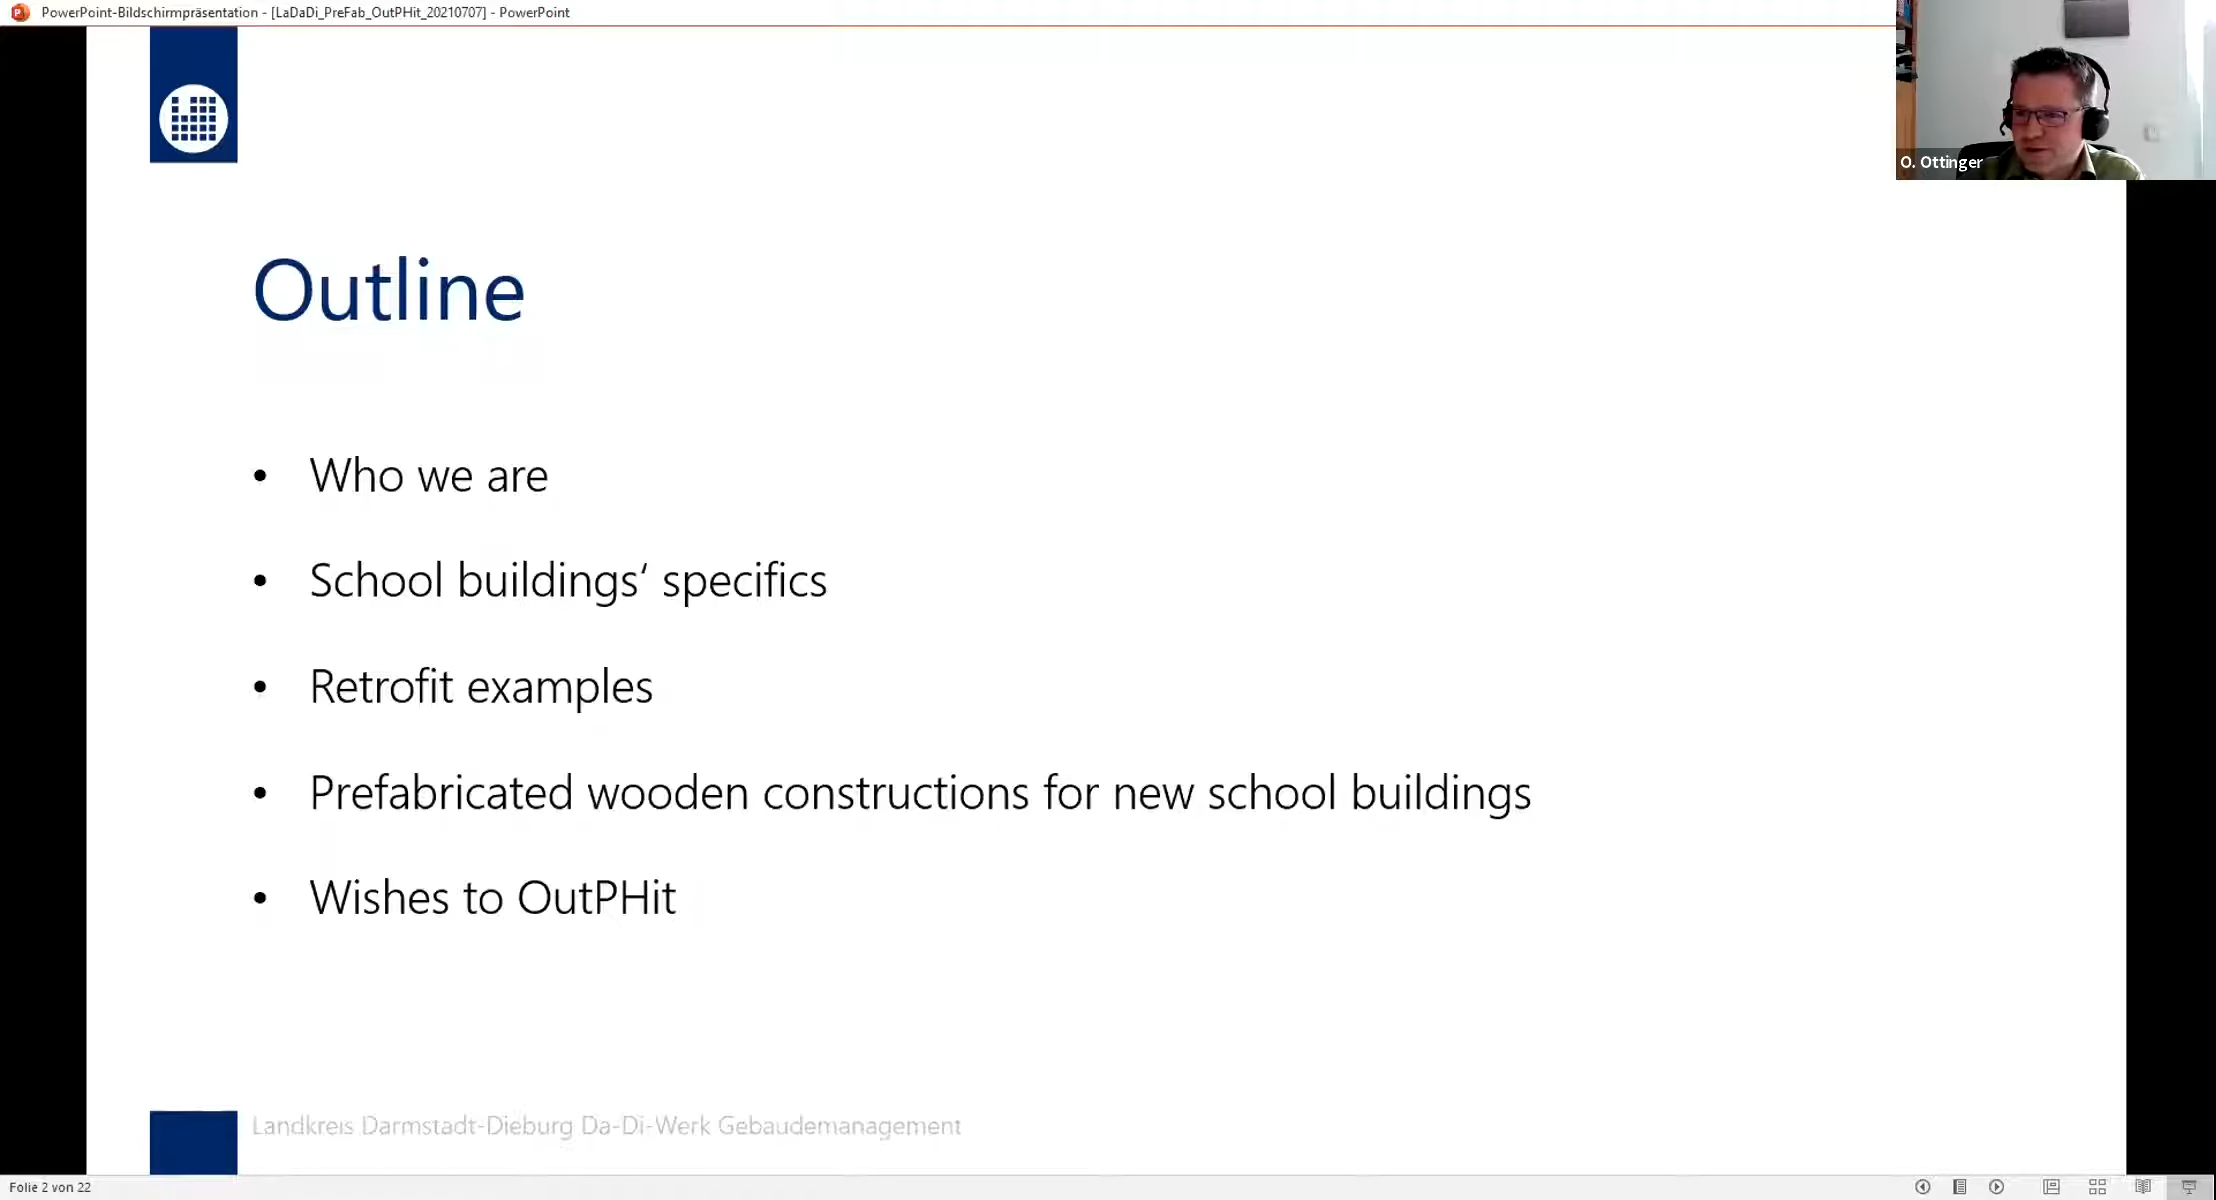 PowerPoint-Bildschirmpräsentation - [LaDaDi_PreFab_OutPHit_20210707] - PowerPoint
O. Ottinger
Outline
• Who we are
• School buildings‘ specifics
• Retrofit examples
• Prefabricated wooden constructions for new school buildings
• Wishes to OutPHit
Landkreis Darmstadt-Dieburg Da-Di-Werk Gebäudemanagement
Folie 2 von 22